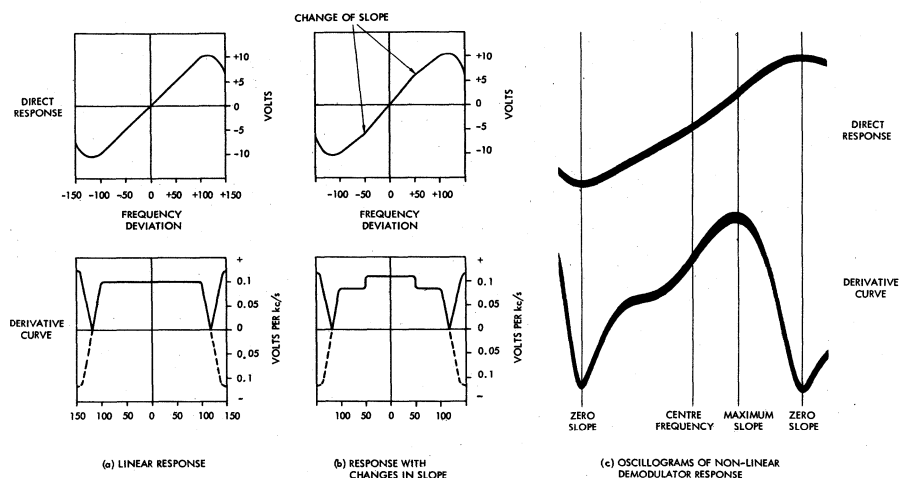 CHANGE OF SLOPE
DIRECT
RESPONSE
+10
+5
0
-5
-10
VOLTS
-150 -100 -50 0 +50 +100 +150
FREQUENCY
DEVIATION
+10
+5
0
-5
-10
VOLTS
-100 -50 0 +50 +100
FREQUENCY
DEVIATION
DIRECT
RESPONSE
DERIVATIVE
CURVE
+
0.1
0.05
0
0.05
0.1
-
VOLTS PER kc/s
150 100 50 0 50 100 150
+
0.1
0.05
0
0.05
0.1
-
VOLTS PER kc/s
100 50 0 50 100
DERIVATIVE
CURVE
ZERO
SLOPE
CENTRE
FREQUENCY
MAXIMUM
SLOPE
ZERO
SLOPE
(a) LINEAR RESPONSE
(b) RESPONSE WITH
CHANGES IN SLOPE
(c) OSCILLOGRAMS OF NON-LINEAR
DEMODULATOR RESPONSE